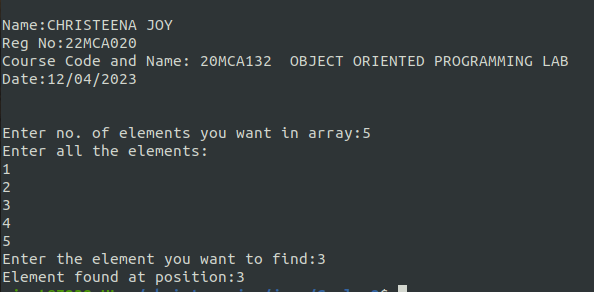 Name:CHRISTEENA JOY
Reg No:22MCA020
Course Code and Name: 20MCA132  OBJECT ORIENTED PROGRAMMING LAB
Date:12/04/2023
Enter no. of elements you want in array:5
Enter all the elements:
1
2
3
4
5
Enter the element you want to find:3
Element found at position:3